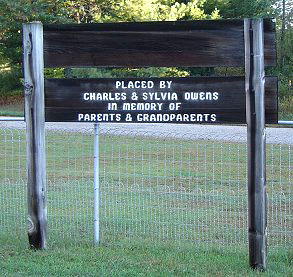 PLACED BY
CHARLES & SYLVIA OWENS
IN MEMORY OF
PARENTS & GRANDPARENTS